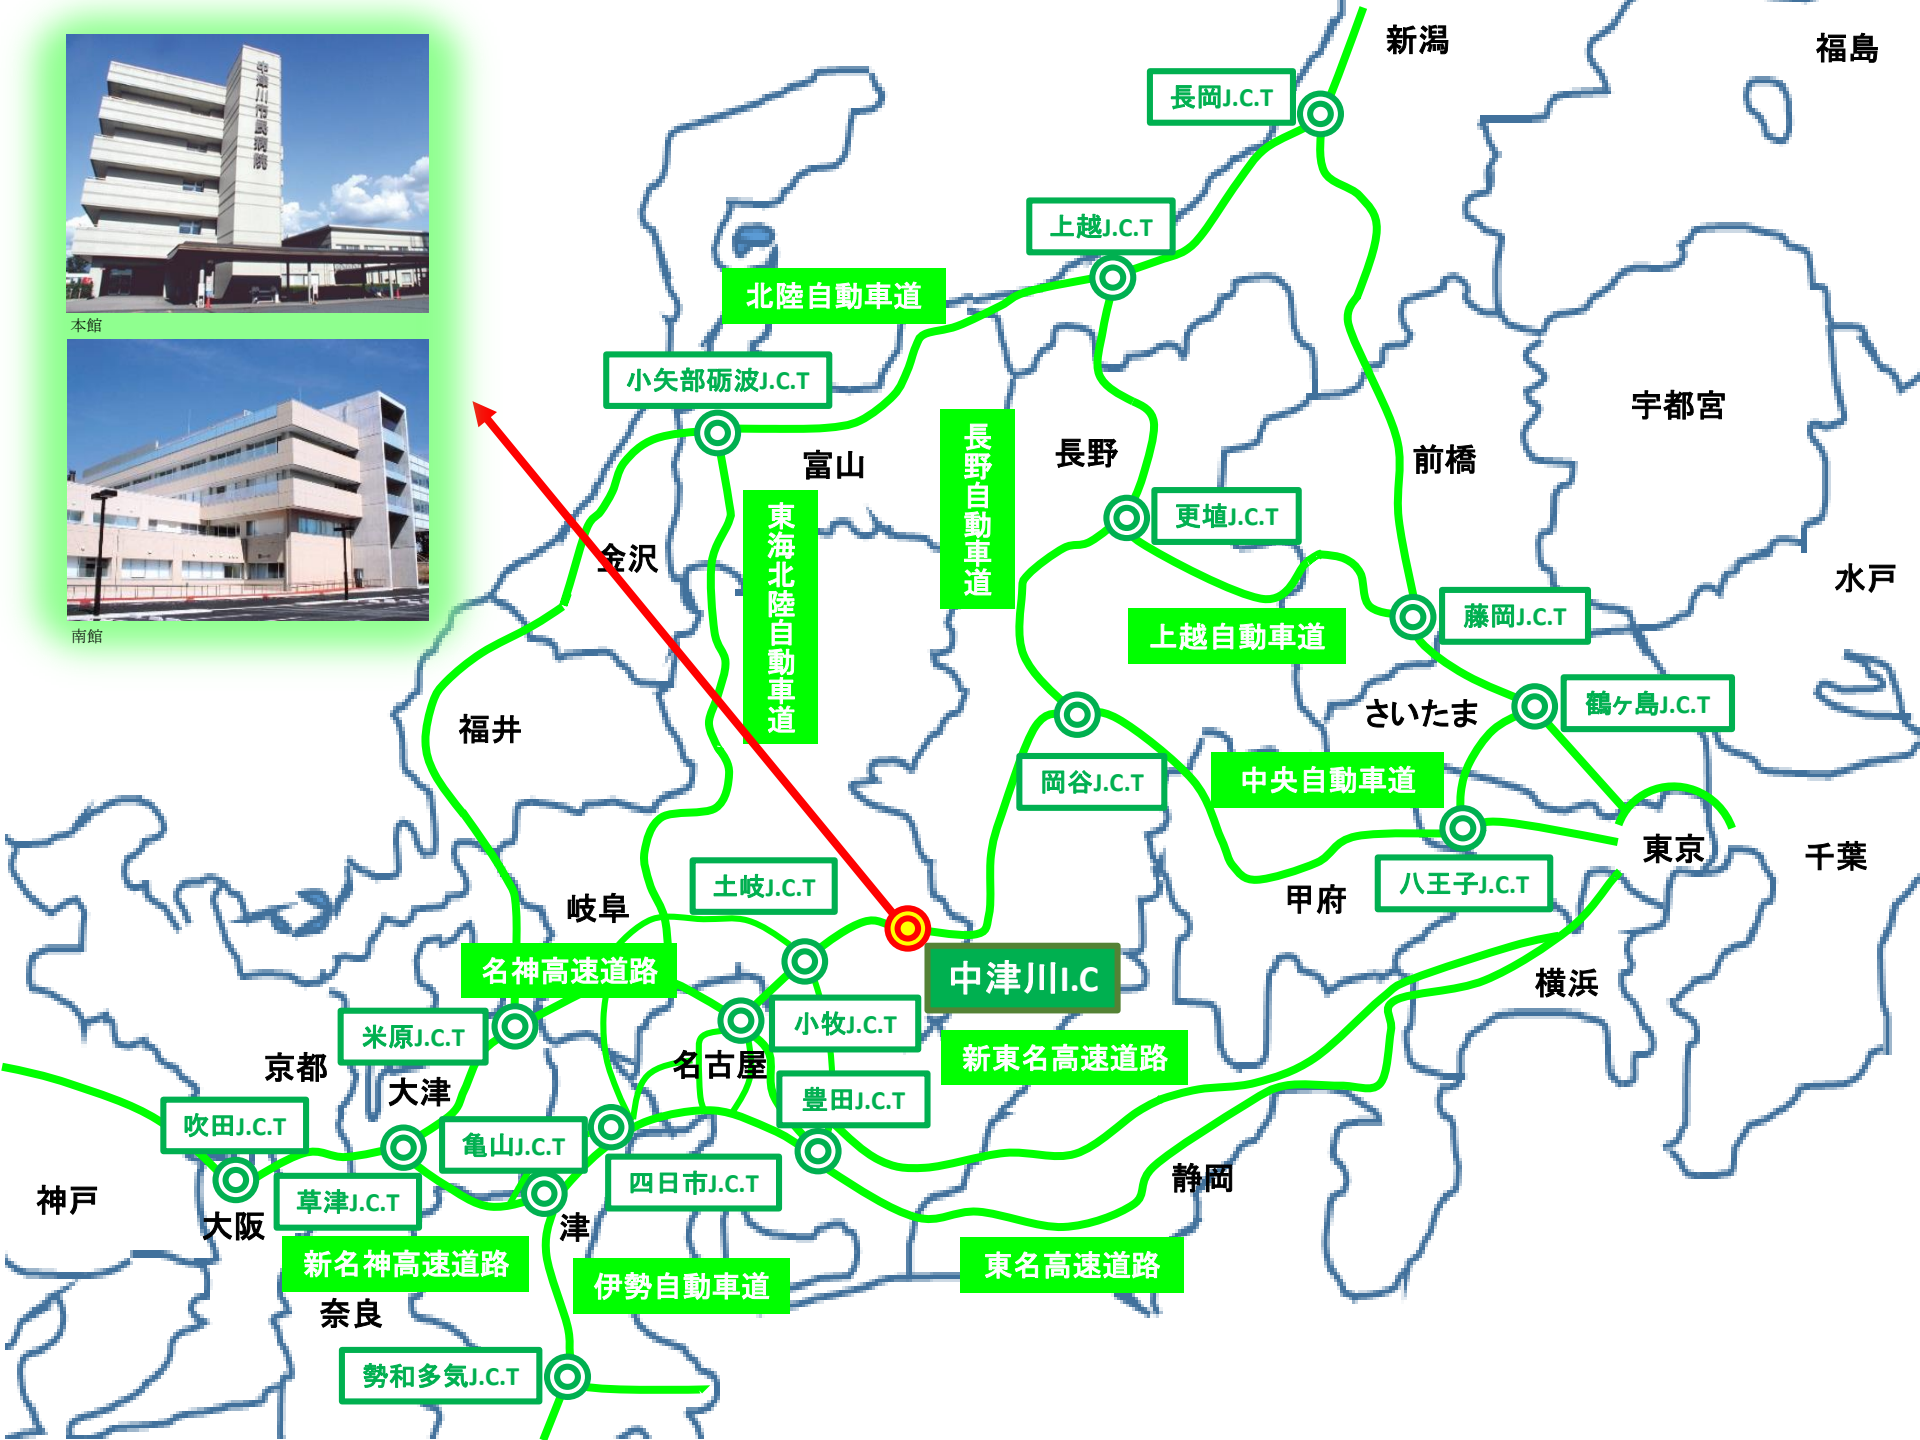 新潟
福島
長岡J.C.T
中津川市民病院
本館
上越J.C.T
北陸自動車道
小矢部砺波J.C.T
宇都宮
長野自動車道
長野
前橋
富山
東海北陸自動車道
更埴J.C.T
金沢
水戸
藤岡J.C.T
上越自動車道
南館
鶴ヶ島J.C.T
さいたま
福井
岡谷J.C.T
中央自動車道
東京
千葉
土岐J.C.T
八王子J.C.T
岐阜
甲府
名神高速道路
中津川I.C
横浜
小牧J.C.T
米原J.C.T
新東名高速道路
京都
名古屋
大津
豊田J.C.T
吹田J.C.T
亀山J.C.T
静岡
四日市J.C.T
神戸
草津J.C.T
大阪
津
新名神高速道路
東名高速道路
伊勢自動車道
奈良
勢和多気J.C.T